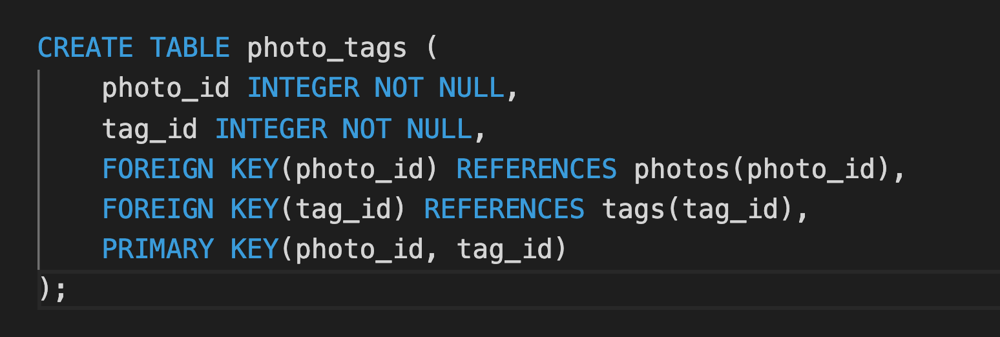 CREATE TABLE photo_tags (
    photo_id INTEGER NOT NULL,
    tag_id INTEGER NOT NULL,
    FOREIGN KEY(photo_id) REFERENCES photos(photo_id),
    FOREIGN KEY(tag_id) REFERENCES tags(tag_id),
    PRIMARY KEY(photo_id, tag_id)
);